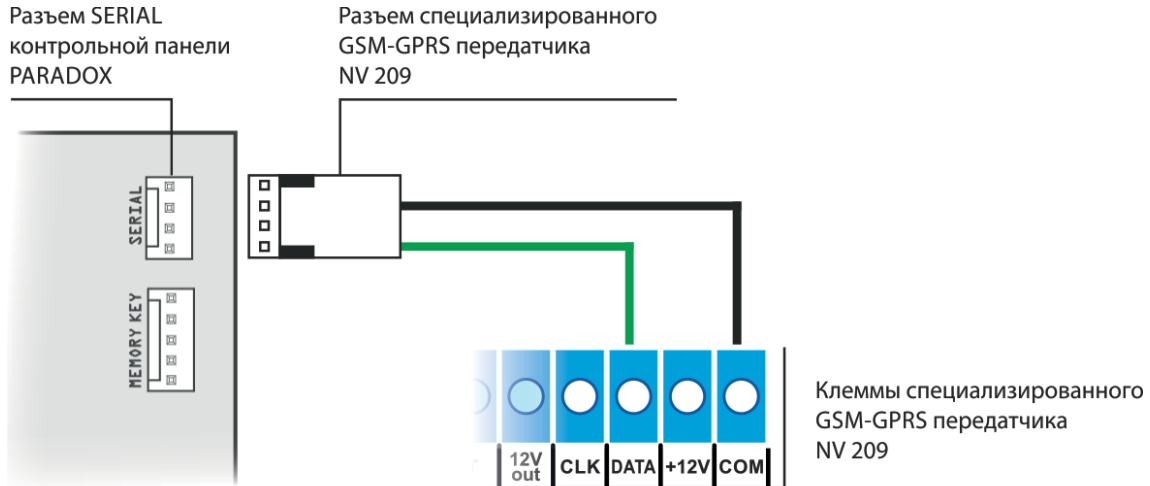 Разъем SERIAL
контрольной панели
PARADOX
Разъем специализированного
GSM-GPRS передатчика
NV 209
SERIAL
MEMORY KEY
12V
out
CLK
DATA
+12V
COM
Клеммы специализированного
GSM-GPRS передатчика
NV 209